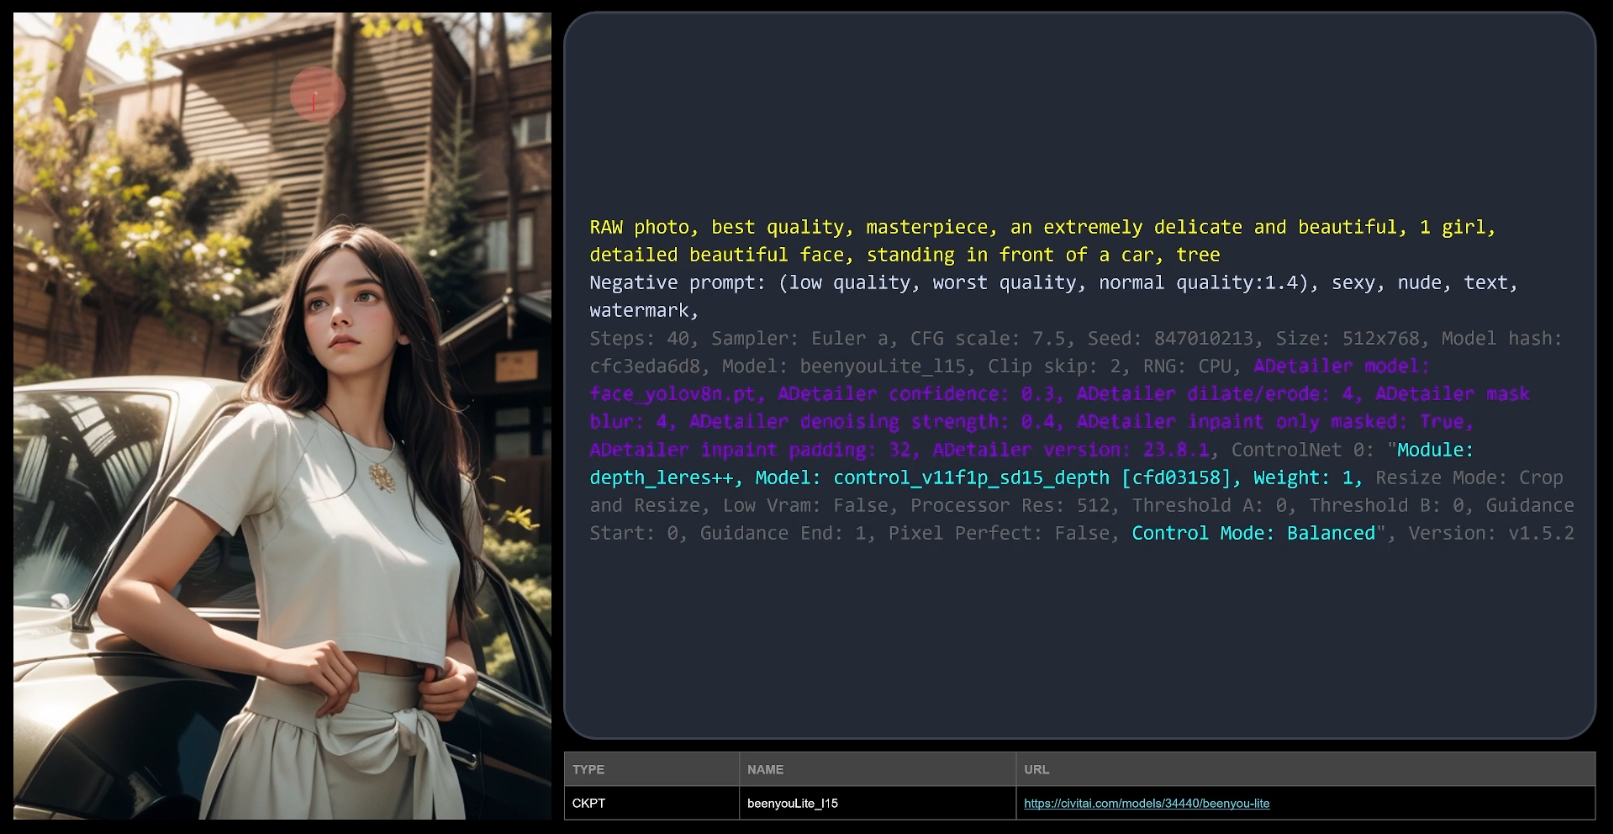 RAW photo, best quality, masterpiece, an extremely delicate and beautiful, 1 girl,
detailed beautiful face, standing in front of a car, tree
Negative prompt: (low quality, worst quality, normal quality:1.4), sexy, nude, text,
watermark,
Steps: 40, Sampler: Euler a, CFG scale: 7.5, Seed: 847010213, Size: 512x768, Model hash:
cfc3eda6d8, Model: beenyouLite_l15, Clip skip: 2, RNG: CPU, ADetailer model:
face_yolov8n.pt, ADetailer confidence: 0.3, ADetailer dilate/erode: 4, ADetailer mask
blur: 4, ADetailer denoising strength: 0.4, ADetailer inpaint only masked: True,
ADetailer inpaint padding: 32, ADetailer version: 23.8.1, ControlNet 0: "Module:
depth_leres++, Model: control_v11f1p_sd15_depth [cfd03158], Weight: 1, Resize Mode: Crop
and Resize, Low Vram: False, Processor Res: 512, Threshold A: 0, Threshold B: 0, Guidance
Start: 0, Guidance End: 1, Pixel Perfect: False, Control Mode: Balanced", Version: v1.5.2
TYPE NAME URL
CKPT beenyouLite_l15 https://civitai.com/models/34440/beenyou-lite